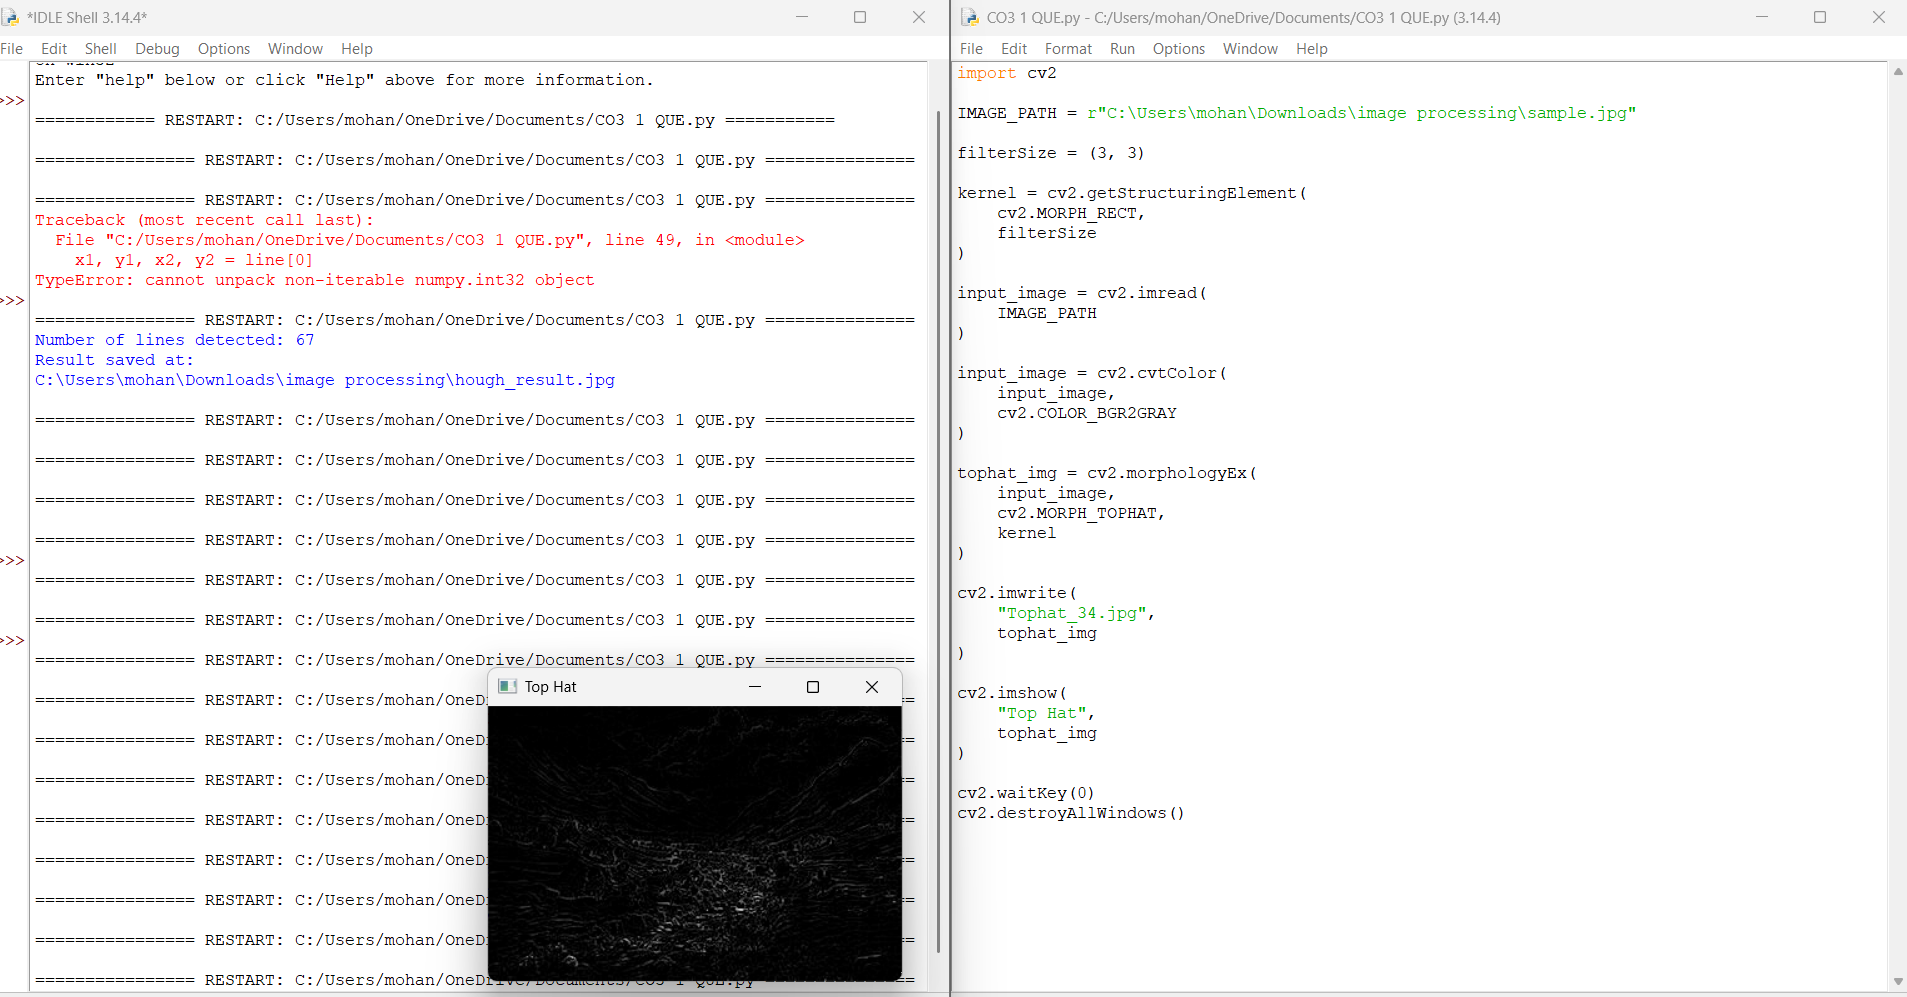 *IDLE Shell 3.14.4*
File Edit Shell Debug Options Window Help
Enter "help" below or click "Help" above for more information.
>>>
============ RESTART: C:/Users/mohan/OneDrive/Documents/CO3 1 QUE.py ===========
================ RESTART: C:/Users/mohan/OneDrive/Documents/CO3 1 QUE.py ===============
================ RESTART: C:/Users/mohan/OneDrive/Documents/CO3 1 QUE.py ===============
Traceback (most recent call last):
File "C:/Users/mohan/OneDrive/Documents/CO3 1 QUE.py", line 49, in <module>
x1, y1, x2, y2 = line[0]
TypeError: cannot unpack non-iterable numpy.int32 object
>>>
================ RESTART: C:/Users/mohan/OneDrive/Documents/CO3 1 QUE.py ===============
Number of lines detected: 67
Result saved at:
C:\Users\mohan\Downloads\image processing\hough_result.jpg
================ RESTART: C:/Users/mohan/OneDrive/Documents/CO3 1 QUE.py ===============
================ RESTART: C:/Users/mohan/OneDrive/Documents/CO3 1 QUE.py ===============
================ RESTART: C:/Users/mohan/OneDrive/Documents/CO3 1 QUE.py ===============
================ RESTART: C:/Users/mohan/OneDrive/Documents/CO3 1 QUE.py ===============
>>>
================ RESTART: C:/Users/mohan/OneDrive/Documents/CO3 1 QUE.py ===============
================ RESTART: C:/Users/mohan/OneDrive/Documents/CO3 1 QUE.py ===============
>>>
================ RESTART: C:/Users/mohan/OneDrive/Documents/CO3 1 QUE.py ===============
================ RESTART: C:/Users/mohan/OneD ==
================ RESTART: C:/Users/mohan/OneD ==
================ RESTART: C:/Users/mohan/OneD ==
================ RESTART: C:/Users/mohan/OneD ==
================ RESTART: C:/Users/mohan/OneD ==
================ RESTART: C:/Users/mohan/OneD ==
================ RESTART: C:/Users/mohan/OneD ==
================ RESTART: C:/Users/mohan/OneDrive/Documents/CO3 1 QUE.py ===============
Top Hat
CO3 1 QUE.py - C:/Users/mohan/OneDrive/Documents/CO3 1 QUE.py (3.14.4)
File Edit Format Run Options Window Help
import cv2
IMAGE_PATH = r"C:\Users\mohan\Downloads\image processing\sample.jpg"
filterSize = (3, 3)
kernel = cv2.getStructuringElement(
cv2.MORPH_RECT,
filterSize
)
input_image = cv2.imread(
IMAGE_PATH
)
input_image = cv2.cvtColor(
input_image,
cv2.COLOR_BGR2GRAY
)
tophat_img = cv2.morphologyEx(
input_image,
cv2.MORPH_TOPHAT,
kernel
)
cv2.imwrite(
"Tophat_34.jpg",
tophat_img
)
cv2.imshow(
"Top Hat",
tophat_img
)
cv2.waitKey(0)
cv2.destroyAllWindows()